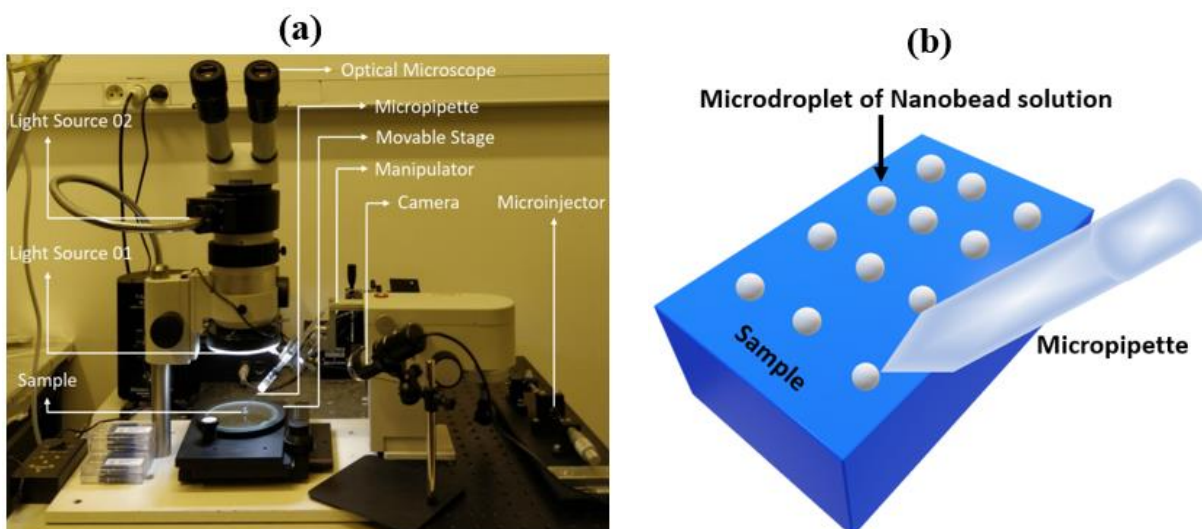 (a)
Optical Microscope
Micropipette
Light Source 02
Movable Stage
Manipulator
Camera
Microinjector
Light Source 01
Sample
(b)
Microdroplet of Nanobead solution
Sample
Micropipette